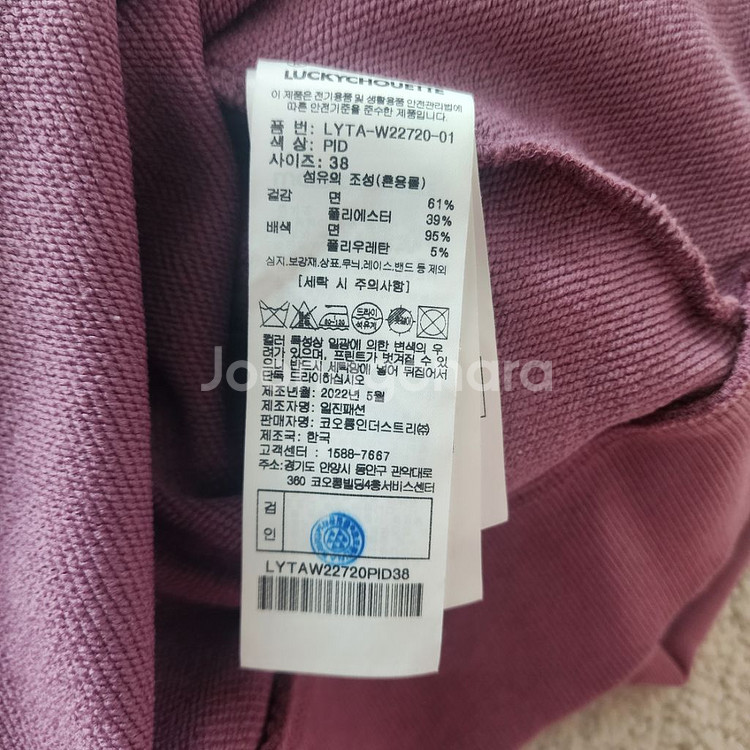 LUCKYCHOUETTE
이 제품은 전기용품 및 생활용품 안전관리법에
따른 안전기준을 준수한 제품입니다.
품 번: LYTA-W22720-01
색 상: PID
사이즈: 38
섬유의 조성(혼용률)
겉감 면 61%
폴리에스터 39%
배색 면 95%
폴리우레탄 5%
심지,보강재,상표,무늬,레이스,밴드 등 제외
[세탁 시 주의사항]
80~120 드라이 석유계
컬러 특성상 일광에 의한 변색의 우
려가 있으며, 프린트가 벗겨질 수 있
으니 반드시 세탁망에 넣어 뒤집어서
단독 드라이하십시오
제조년월: 2022년 5월
제조자명: 일진패션
판매자명: 코오롱인더스트리㈜
제조국: 한국
고객센터 : 1588-7667
주소:경기도 안양시 동안구 관악대로
360 코오롱빌딩4층서비스센터
검
인
LYTAW22720PID38
Joonggonara